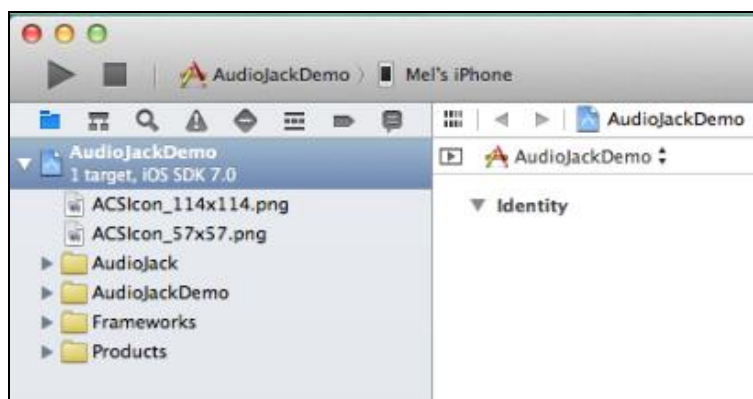 AudioJackDemo Mel's iPhone
AudioJackDemo
1 target, iOS SDK 7.0
ACSIcon_114x114.png
ACSIcon_57x57.png
AudioJack
AudioJackDemo
Frameworks
Products
AudioJackDemo
AudioJackDemo
Identity